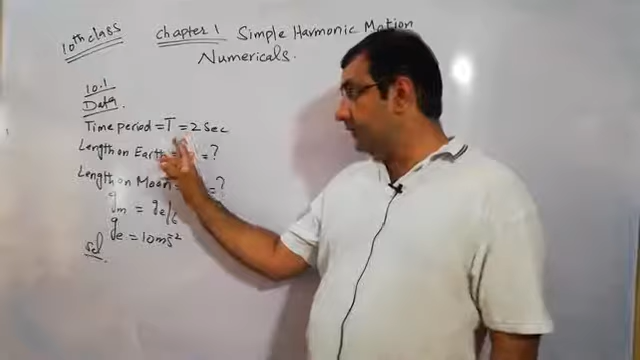 10th class
chapter 1 Simple Harmonic Motion
Numericals.
10.1
Data.
Time period = T = 2 sec
Length on Earth = = ?
Length on Moon = = ?
gm = ge/6
ge = 10ms⁻²
Sol